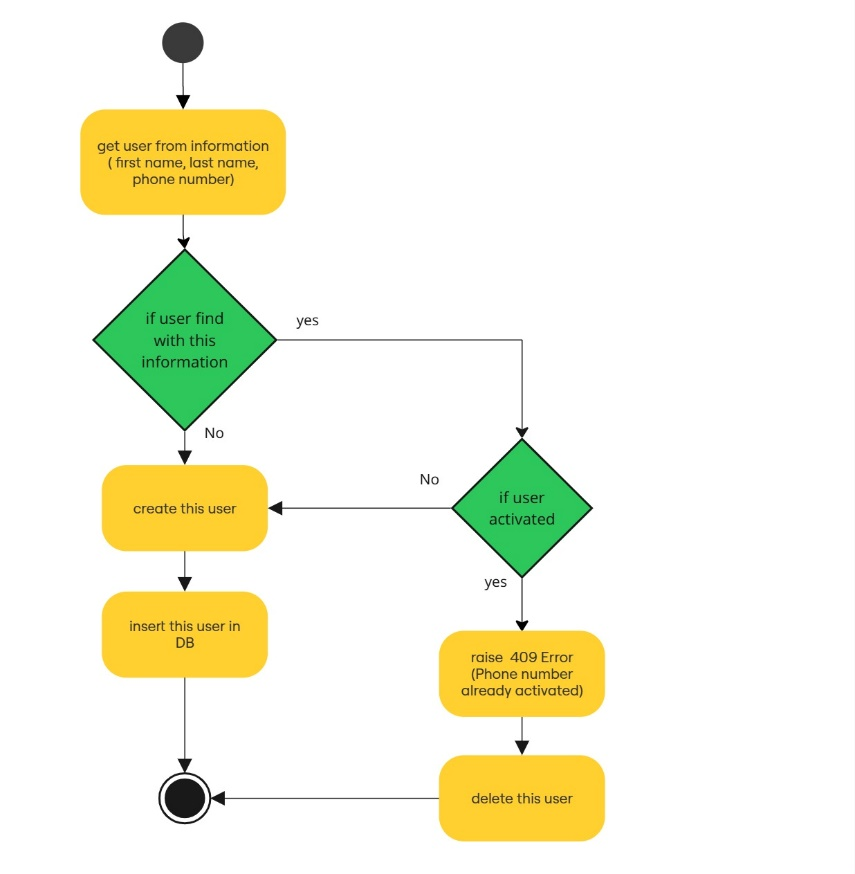 get user from information
( first name, last name,
phone number)
if user find
with this
information
yes
No
create this user
No
if user
activated
yes
insert this user in
DB
raise  409 Error
(Phone number
already activated)
delete this user